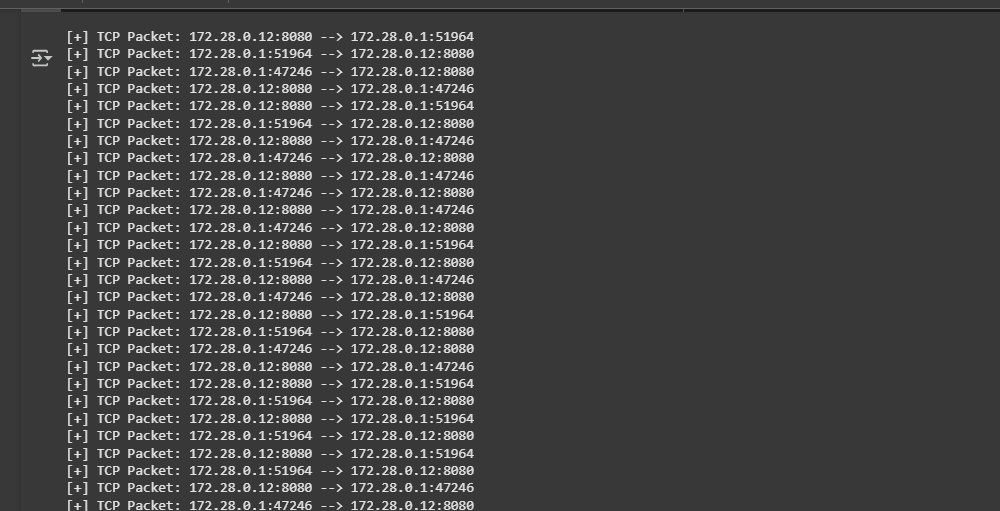 [+] TCP Packet: 172.28.0.12:8080 --> 172.28.0.1:51964
[+] TCP Packet: 172.28.0.1:51964 --> 172.28.0.12:8080
[+] TCP Packet: 172.28.0.1:47246 --> 172.28.0.12:8080
[+] TCP Packet: 172.28.0.12:8080 --> 172.28.0.1:47246
[+] TCP Packet: 172.28.0.12:8080 --> 172.28.0.1:51964
[+] TCP Packet: 172.28.0.1:51964 --> 172.28.0.12:8080
[+] TCP Packet: 172.28.0.12:8080 --> 172.28.0.1:47246
[+] TCP Packet: 172.28.0.1:47246 --> 172.28.0.12:8080
[+] TCP Packet: 172.28.0.12:8080 --> 172.28.0.1:47246
[+] TCP Packet: 172.28.0.1:47246 --> 172.28.0.12:8080
[+] TCP Packet: 172.28.0.12:8080 --> 172.28.0.1:47246
[+] TCP Packet: 172.28.0.1:47246 --> 172.28.0.12:8080
[+] TCP Packet: 172.28.0.12:8080 --> 172.28.0.1:51964
[+] TCP Packet: 172.28.0.1:51964 --> 172.28.0.12:8080
[+] TCP Packet: 172.28.0.12:8080 --> 172.28.0.1:47246
[+] TCP Packet: 172.28.0.1:47246 --> 172.28.0.12:8080
[+] TCP Packet: 172.28.0.12:8080 --> 172.28.0.1:51964
[+] TCP Packet: 172.28.0.1:51964 --> 172.28.0.12:8080
[+] TCP Packet: 172.28.0.1:47246 --> 172.28.0.12:8080
[+] TCP Packet: 172.28.0.12:8080 --> 172.28.0.1:47246
[+] TCP Packet: 172.28.0.12:8080 --> 172.28.0.1:51964
[+] TCP Packet: 172.28.0.1:51964 --> 172.28.0.12:8080
[+] TCP Packet: 172.28.0.12:8080 --> 172.28.0.1:51964
[+] TCP Packet: 172.28.0.1:51964 --> 172.28.0.12:8080
[+] TCP Packet: 172.28.0.12:8080 --> 172.28.0.1:51964
[+] TCP Packet: 172.28.0.1:51964 --> 172.28.0.12:8080
[+] TCP Packet: 172.28.0.12:8080 --> 172.28.0.1:47246
[+] TCP Packet: 172.28.0.1:47246 --> 172.28.0.12:8080